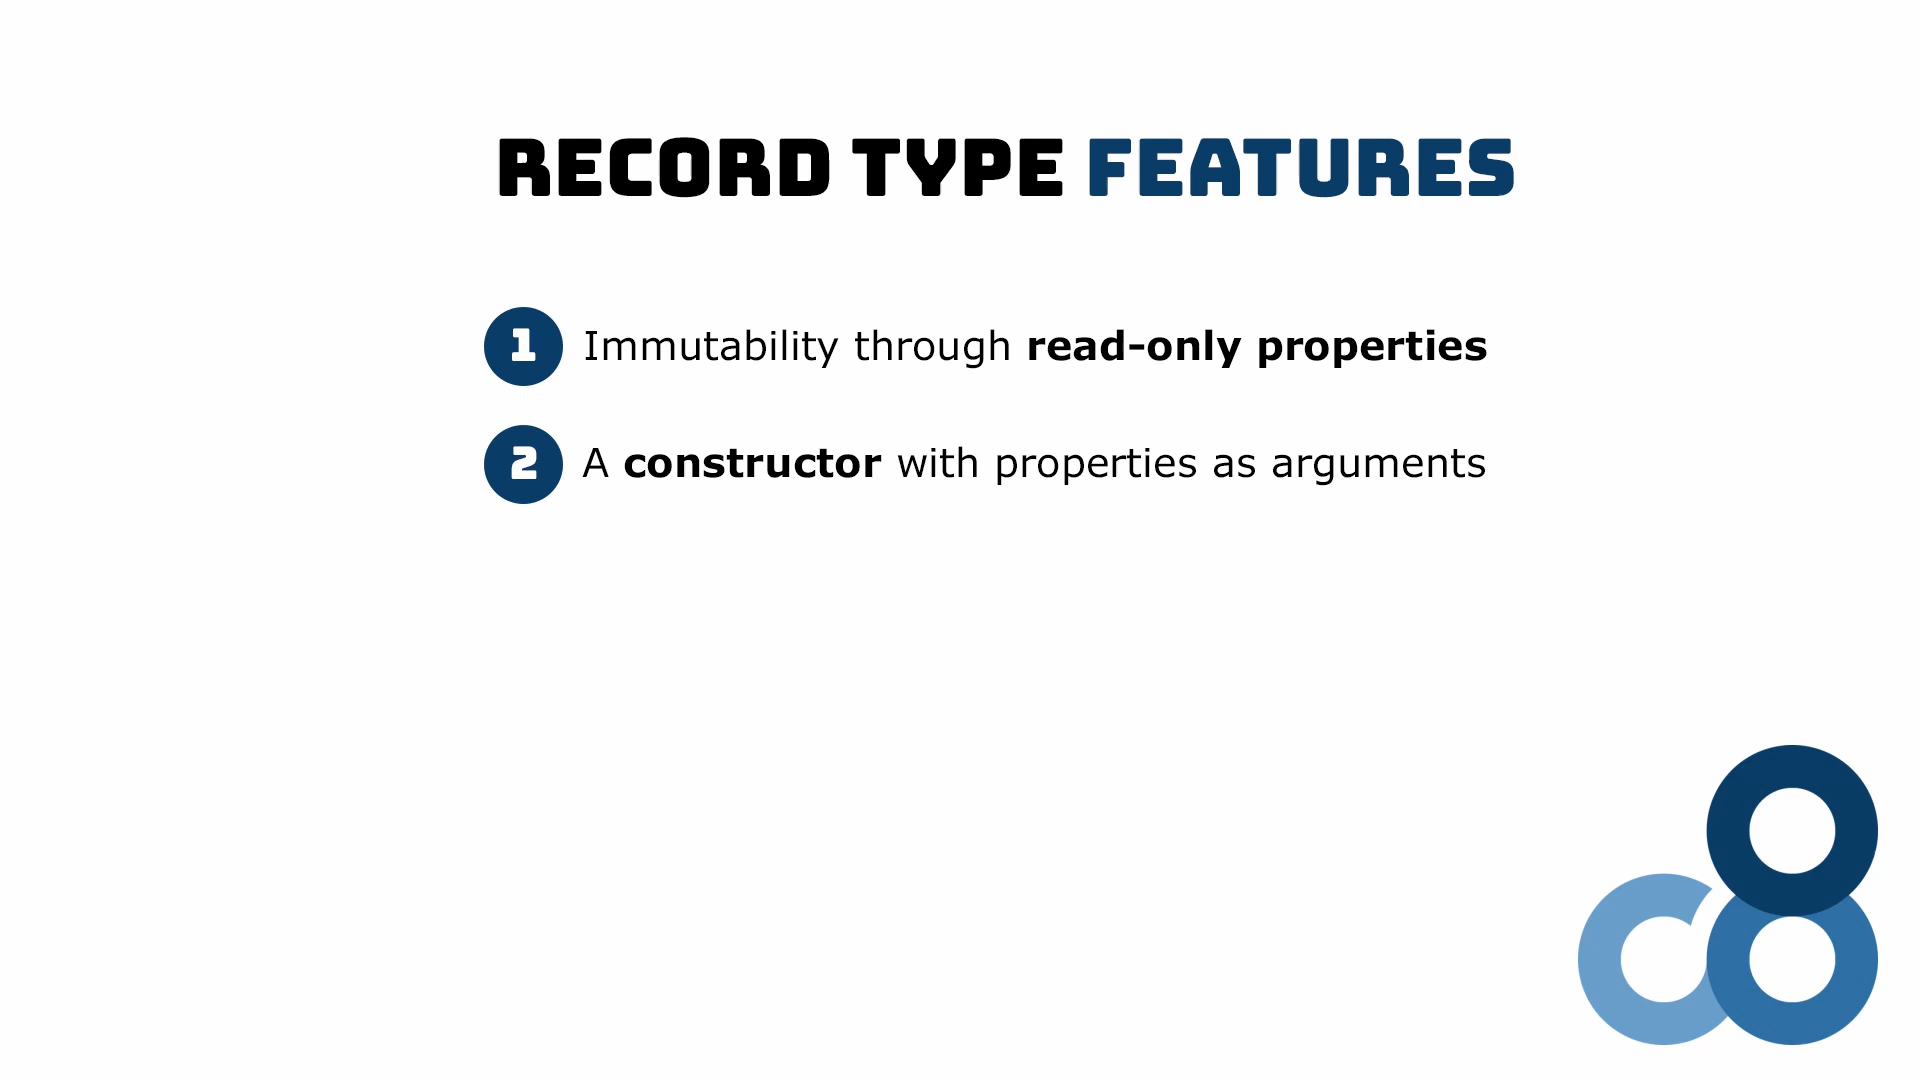 RECORD TYPE FEATURES
1 Immutability through read-only properties
2 A constructor with properties as arguments